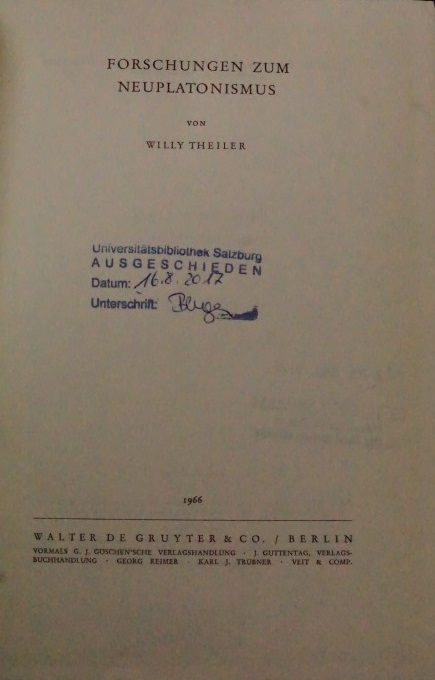 FORSCHUNGEN ZUM
NEUPLATONISMUS
VON
WILLY THEILER
Universitätsbibliothek Salzburg
AUSGESCHIEDEN
Datum: 16.8.2017
Unterschrift:
1966
WALTER DE GRUYTER & CO. / BERLIN
VORMALS G. J. GÖSCHEN'SCHE VERLAGSHANDLUNG · J. GUTTENTAG, VERLAGS-
BUCHHANDLUNG · GEORG REIMER · KARL J. TRÜBNER · VEIT & COMP.